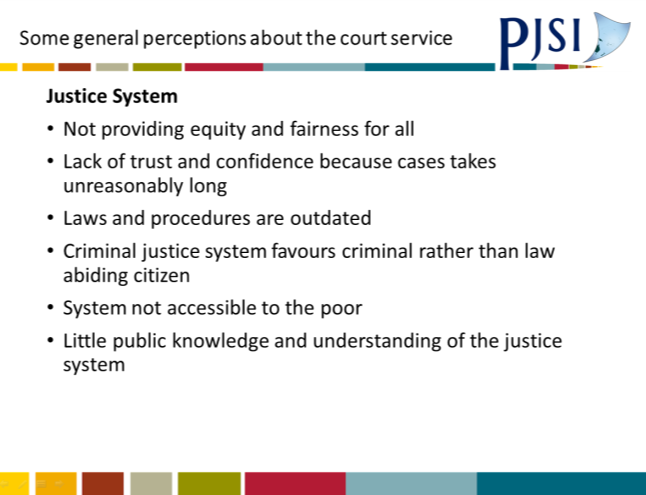 Some general perceptions about the court service
PJSI
Justice System
• Not providing equity and fairness for all
• Lack of trust and confidence because cases takes
unreasonably long
• Laws and procedures are outdated
• Criminal justice system favours criminal rather than law
abiding citizen
• System not accessible to the poor
• Little public knowledge and understanding of the justice
system